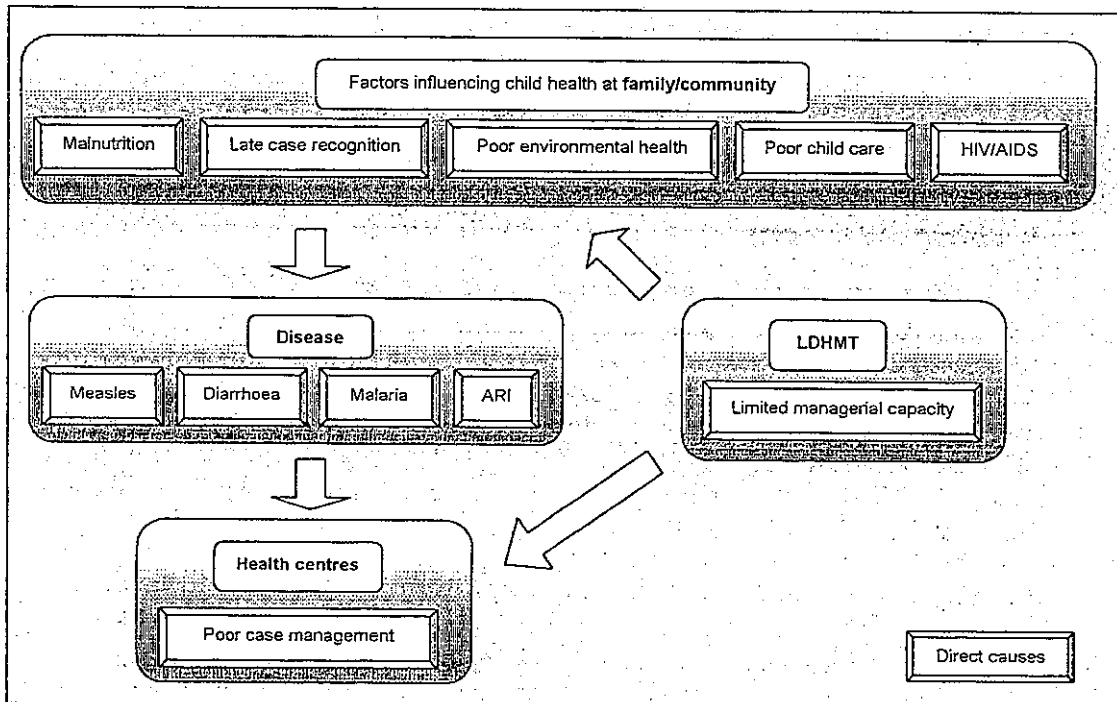 Factors influencing child health at family/community
Malnutrition
Late case recognition
Poor environmental health
Poor child care
HIV/AIDS
Disease
Measles
Diarrhoea
Malaria
ARI
LDHMT
Limited managerial capacity
Health centres
Poor case management
Direct causes